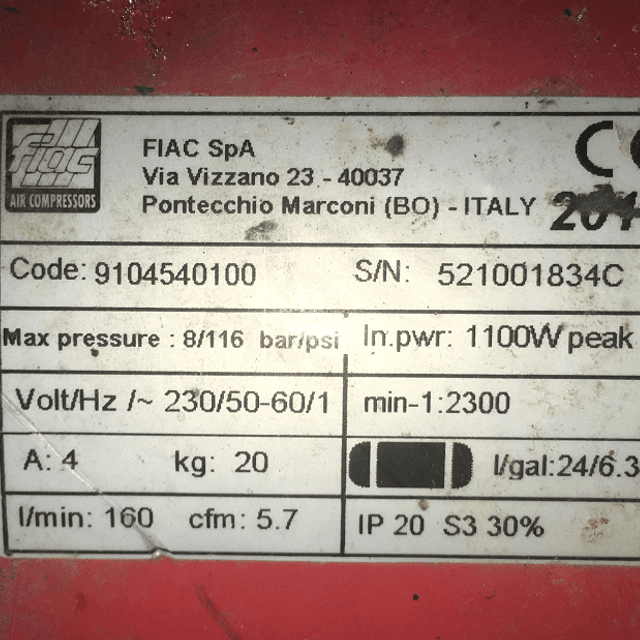 fiac
AIR COMPRESSORS
FIAC SpA
Via Vizzano 23 - 40037
Pontecchio Marconi (BO) - ITALY
Code: 9104540100 S/N: 521001834C
Max pressure : 8/116 bar/psi In.pwr: 1100W peak
Volt/Hz /~ 230/50-60/1 min-1:2300
A: 4 kg: 20 l/gal:24/6.3
l/min: 160 cfm: 5.7 IP 20 S3 30%